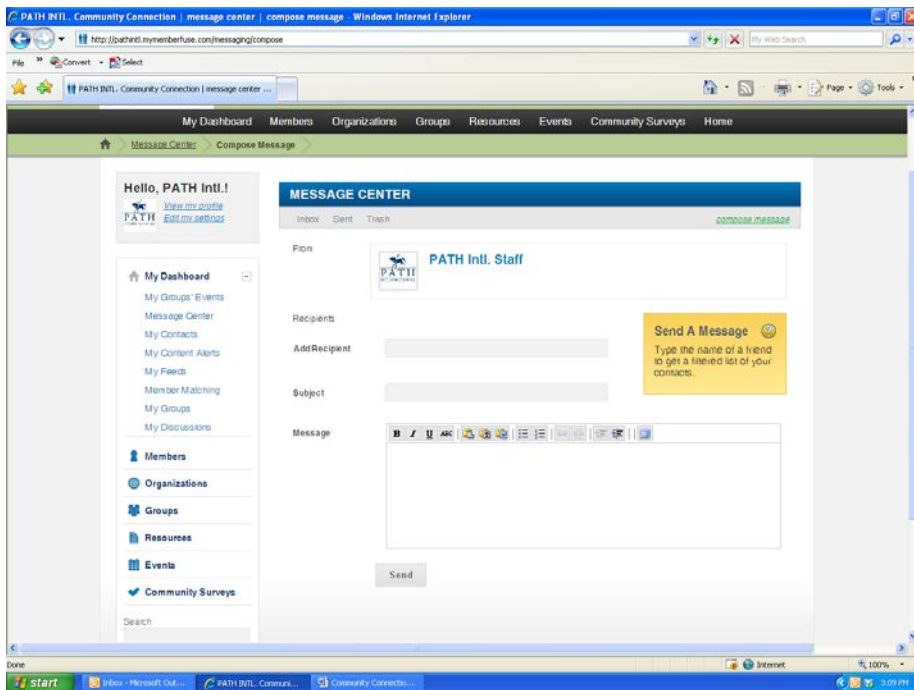 PATH INTL. Community Connection | message center | compose message - Windows Internet Explorer
http://pathintl.mymemberfuse.com/messaging/compose
My Web Search
File » Convert Select
PATH INTL. Community Connection | message center ...
Page Tools
My Dashboard Members Organizations Groups Resources Events Community Surveys Home
Message Center Compose Message
Hello, PATH Intl.!
View my profile
Edit my settings
PATH
MESSAGE CENTER
Inbox Sent Trash compose message
From
PATH Intl. Staff
PATH
My Dashboard
My Groups' Events
Message Center
My Contacts
My Content Alerts
My Feeds
Member Matching
My Groups
My Discussions
Members
Organizations
Groups
Resources
Events
Community Surveys
Search
Recipients
Add Recipient
Subject
Message
B I U ABC
Send A Message
Type the name of a friend
to get a filtered list of your
contacts.
Send
Done Internet 100%
start Inbox - Microsoft Out... PATH INTL. Communi... Community Connectio... 3:09 PM